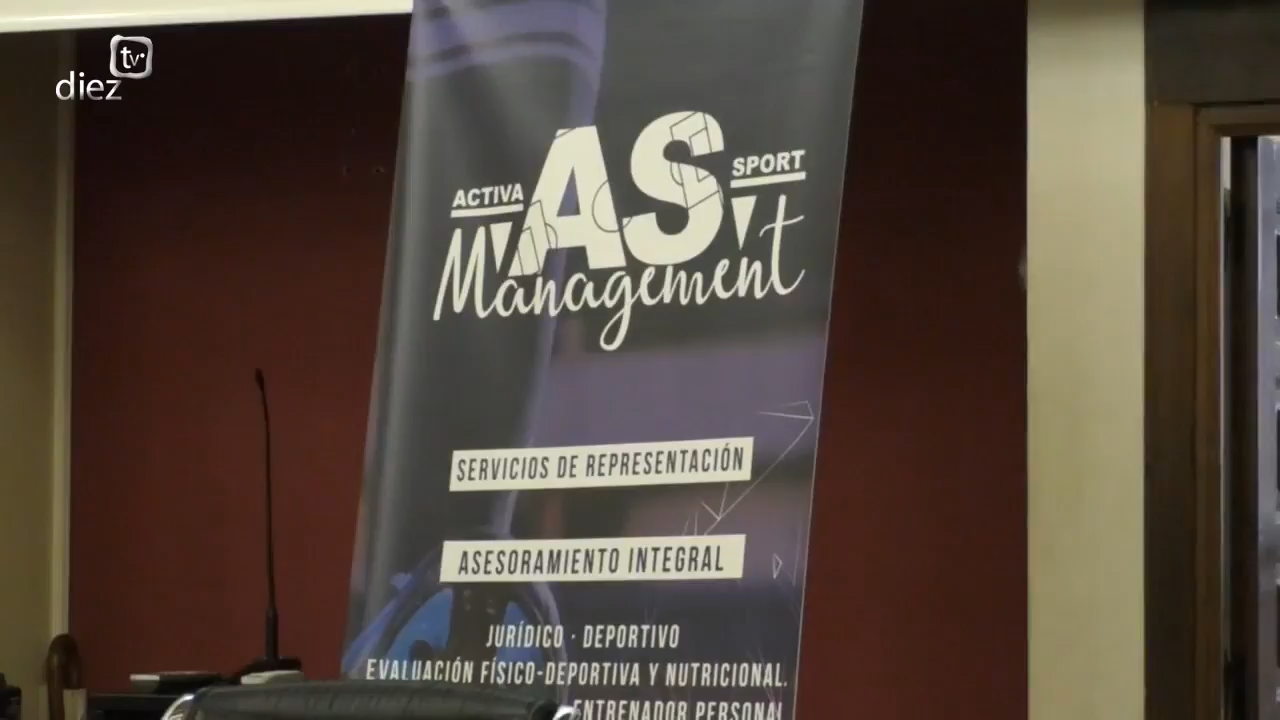 diez tv
ACTIVA AS SPORT
Management
SERVICIOS DE REPRESENTACIÓN
ASESORAMIENTO INTEGRAL
JURÍDICO · DEPORTIVO
EVALUACIÓN FÍSICO-DEPORTIVA Y NUTRICIONAL.
ENTRENADOR PERSONAL